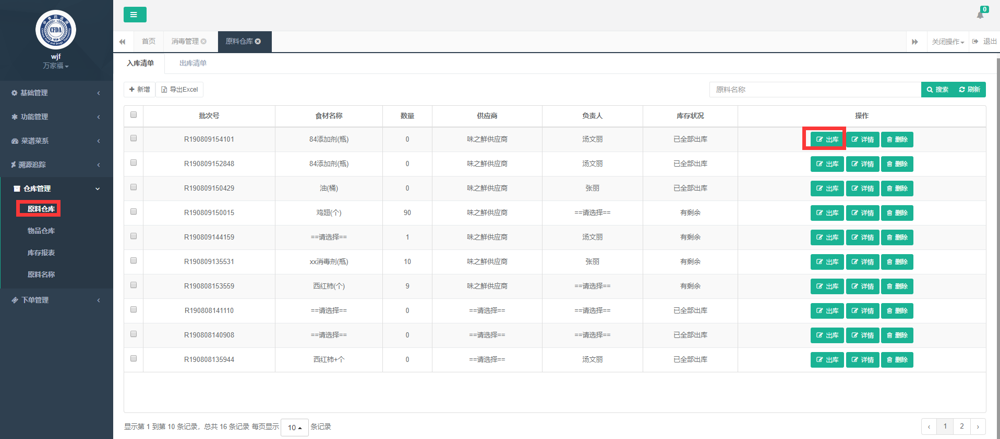 中食药追溯
CFDA
VIP
wjf
万家福
基础管理
功能管理
菜谱菜系
溯源追踪
仓库管理
原料仓库
物品仓库
库存报表
原料名称
下单管理
0
首页 消毒管理 原料仓库 关闭操作 退出
入库清单 出库清单
新增 导出Excel 原料名称 搜索 刷新
批次号 食材名称 数量 供应商 负责人 库存状况 操作
R190809154101 84添加剂(瓶) 0 味之鲜供应商 汤文丽 已全部出库 出库 详情 删除
R190809152848 84添加剂(瓶) 0 味之鲜供应商 汤文丽 已全部出库 出库 详情 删除
R190809150429 油(桶) 0 味之鲜供应商 张丽 已全部出库 出库 详情 删除
R190809150015 鸡翅(个) 90 味之鲜供应商 ==请选择== 有剩余 出库 详情 删除
R190809144159 ==请选择== 1 味之鲜供应商 汤文丽 有剩余 出库 详情 删除
R190809135531 xx消毒剂(瓶) 10 味之鲜供应商 张丽 有剩余 出库 详情 删除
R190808153559 西红柿(个) 9 味之鲜供应商 ==请选择== 有剩余 出库 详情 删除
R190808141110 ==请选择== 0 ==请选择== ==请选择== 已全部出库 出库 详情 删除
R190808140908 ==请选择== 0 ==请选择== ==请选择== 已全部出库 出库 详情 删除
R190808135944 西红柿+个 0 ==请选择== 汤文丽 已全部出库 出库 详情 删除
显示第 1 到第 10 条记录，总共 16 条记录 每页显示 10 条记录 ‹ 1 2 ›